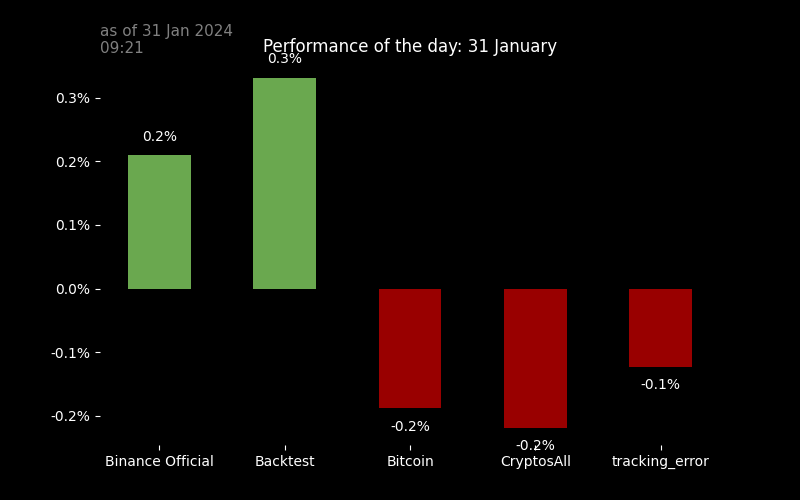 as of 31 Jan 2024
09:21
Performance of the day: 31 January
0.3%
0.3%
0.2%
0.2%
0.1%
0.0%
-0.1%
-0.1%
-0.2%
-0.2%
-0.2%
Binance Official
Backtest
Bitcoin
CryptosAll
tracking_error